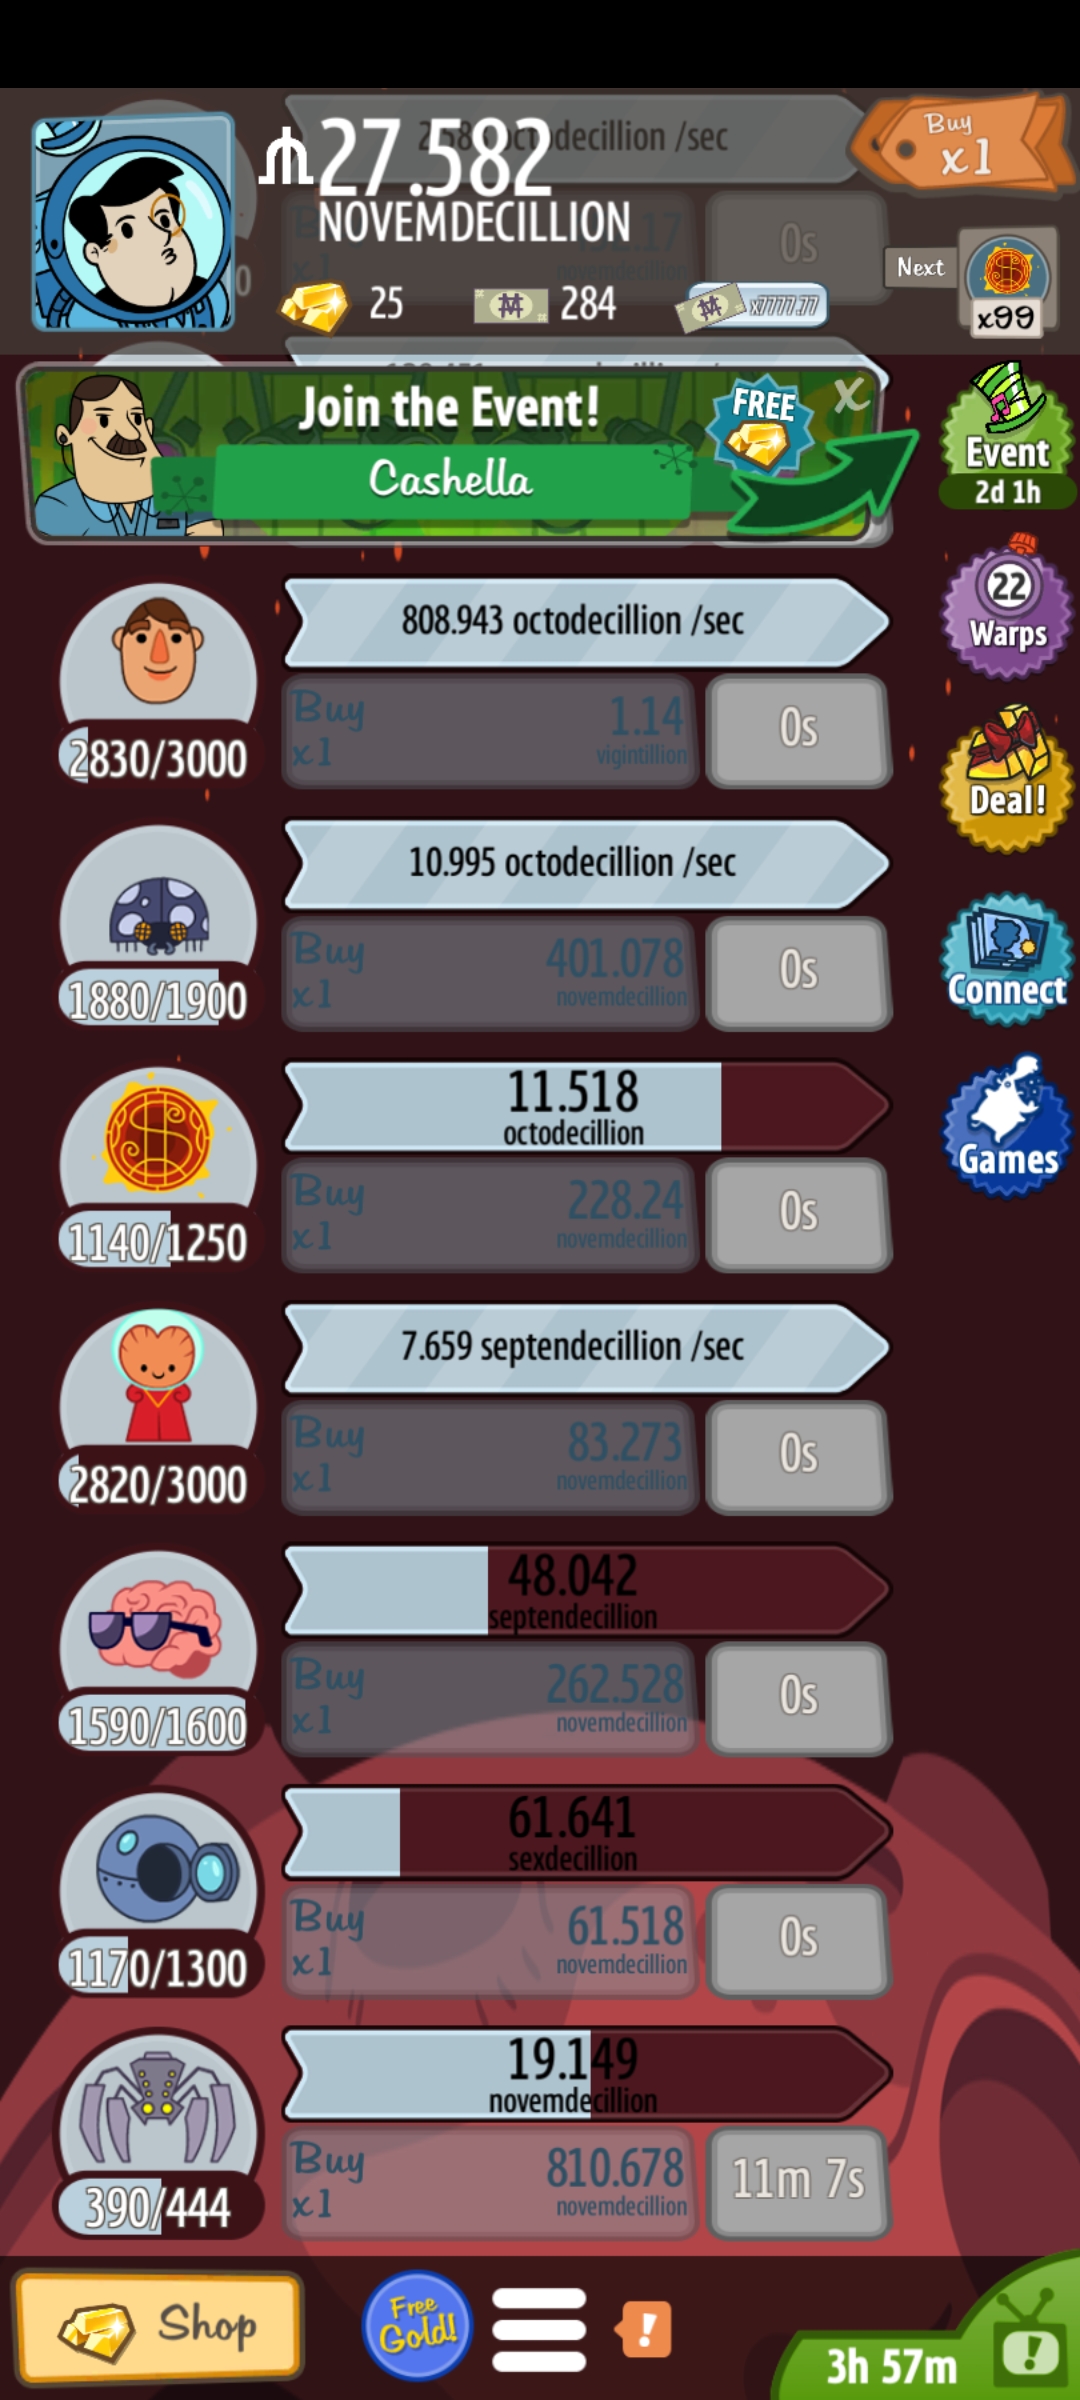 27.582
NOVEMDECILLION
Buy
x1
0s
Next
x99
25
284
x7777.77
Join the Event!
FREE
X
Cashella
Event
2d 1h
808.943 octodecillion /sec
Buy
x1
1.14
vigintillion
0s
2830/3000
22
Warps
Deal!
10.995 octodecillion /sec
Buy
x1
401.078
novemdecillion
0s
1880/1900
Connect
11.518
octodecillion
Buy
x1
228.24
novemdecillion
0s
1140/1250
Games
7.659 septendecillion /sec
Buy
x1
83.273
novemdecillion
0s
2820/3000
48.042
septendecillion
Buy
x1
262.528
novemdecillion
0s
1590/1600
61.641
sexdecillion
Buy
x1
61.518
novemdecillion
0s
1170/1300
19.149
novemdecillion
Buy
x1
810.678
novemdecillion
11m 7s
390/444
Shop
Free
Gold!
!
3h 57m
!